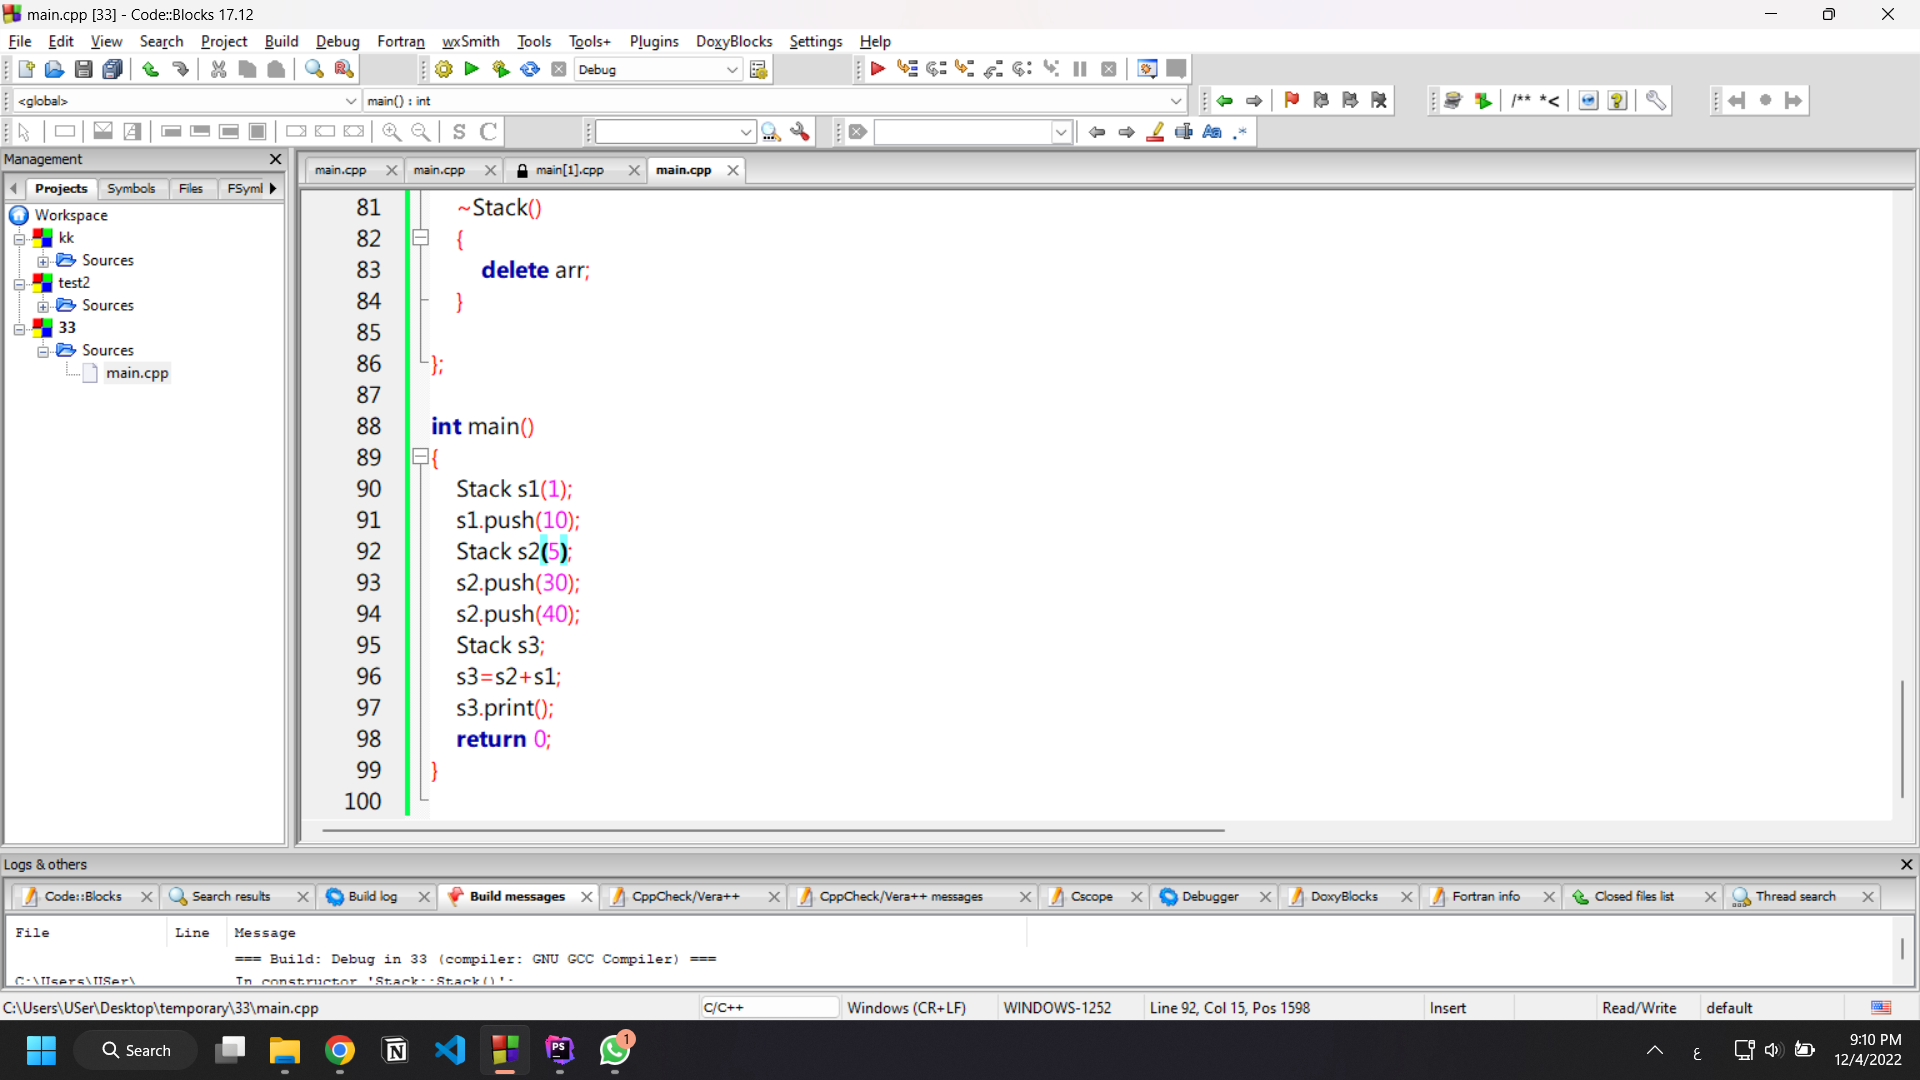 main.cpp [33] - Code::Blocks 17.12
File Edit View Search Project Build Debug Fortran wxSmith Tools Tools+ Plugins DoxyBlocks Settings Help
Debug
<global> main() : int
/** *<
S C
Aa .*
Management
main.cpp main.cpp main[1].cpp main.cpp
Projects Symbols Files FSyml
Workspace
kk
Sources
test2
Sources
33
Sources
main.cpp
81 ~Stack()
82 {
83 delete arr;
84 }
85
86 };
87
88 int main()
89 {
90 Stack s1(1);
91 s1.push(10);
92 Stack s2(5);
93 s2.push(30);
94 s2.push(40);
95 Stack s3;
96 s3=s2+s1;
97 s3.print();
98 return 0;
99 }
100
Logs & others
Code::Blocks Search results Build log Build messages CppCheck/Vera++ CppCheck/Vera++ messages Cscope Debugger DoxyBlocks Fortran info Closed files list Thread search
File Line Message
=== Build: Debug in 33 (compiler: GNU GCC Compiler) ===
C:\Users\USer\ In constructor 'Stack::Stack()':
C:\Users\USer\Desktop\temporary\33\main.cpp C/C++ Windows (CR+LF) WINDOWS-1252 Line 92, Col 15, Pos 1598 Insert Read/Write default
Search
PS
1
ع
9:10 PM
12/4/2022